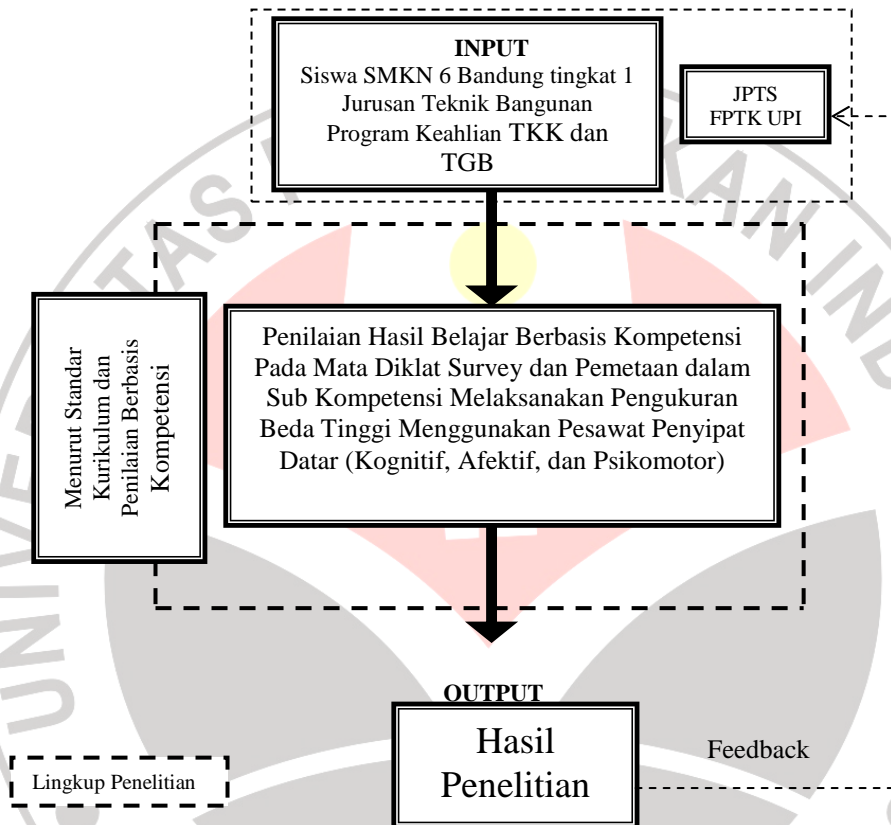 INPUT
Siswa SMKN 6 Bandung tingkat 1
Jurusan Teknik Bangunan
Program Keahlian TKK dan
TGB
JPTS
FPTK UPI
Menurut Standar
Kurikulum dan
Penilaian Berbasis
Kompetensi
Penilaian Hasil Belajar Berbasis Kompetensi
Pada Mata Diklat Survey dan Pemetaan dalam
Sub Kompetensi Melaksanakan Pengukuran
Beda Tinggi Menggunakan Pesawat Penyipat
Datar (Kognitif, Afektif, dan Psikomotor)
OUTPUT
Hasil
Penelitian
Feedback
Lingkup Penelitian